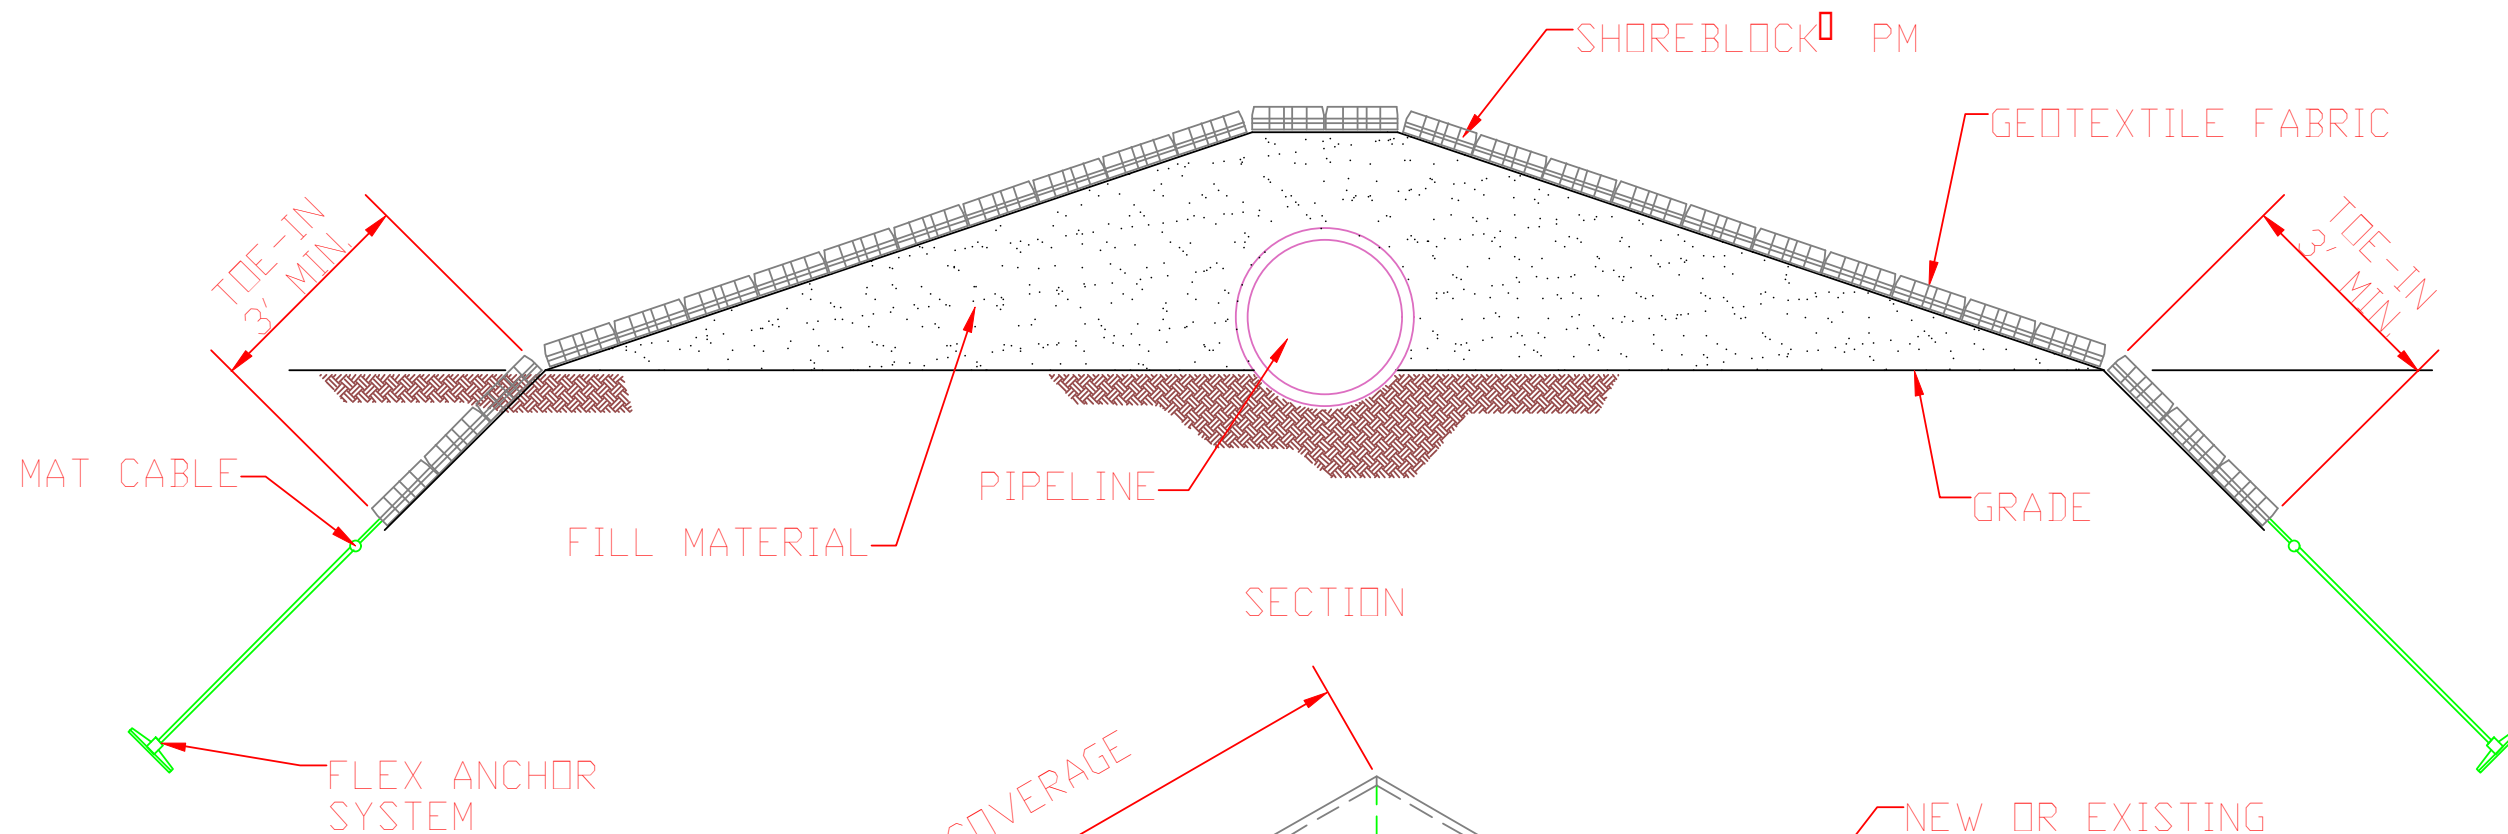 SHOREBLOCK▯ PM
GEOTEXTILE FABRIC
TOE-IN
3' MIN.
TOE-IN
3' MIN.
MAT CABLE
PIPELINE
GRADE
FILL MATERIAL
SECTION
COVERAGE
FLEX ANCHOR
SYSTEM
NEW OR EXISTING